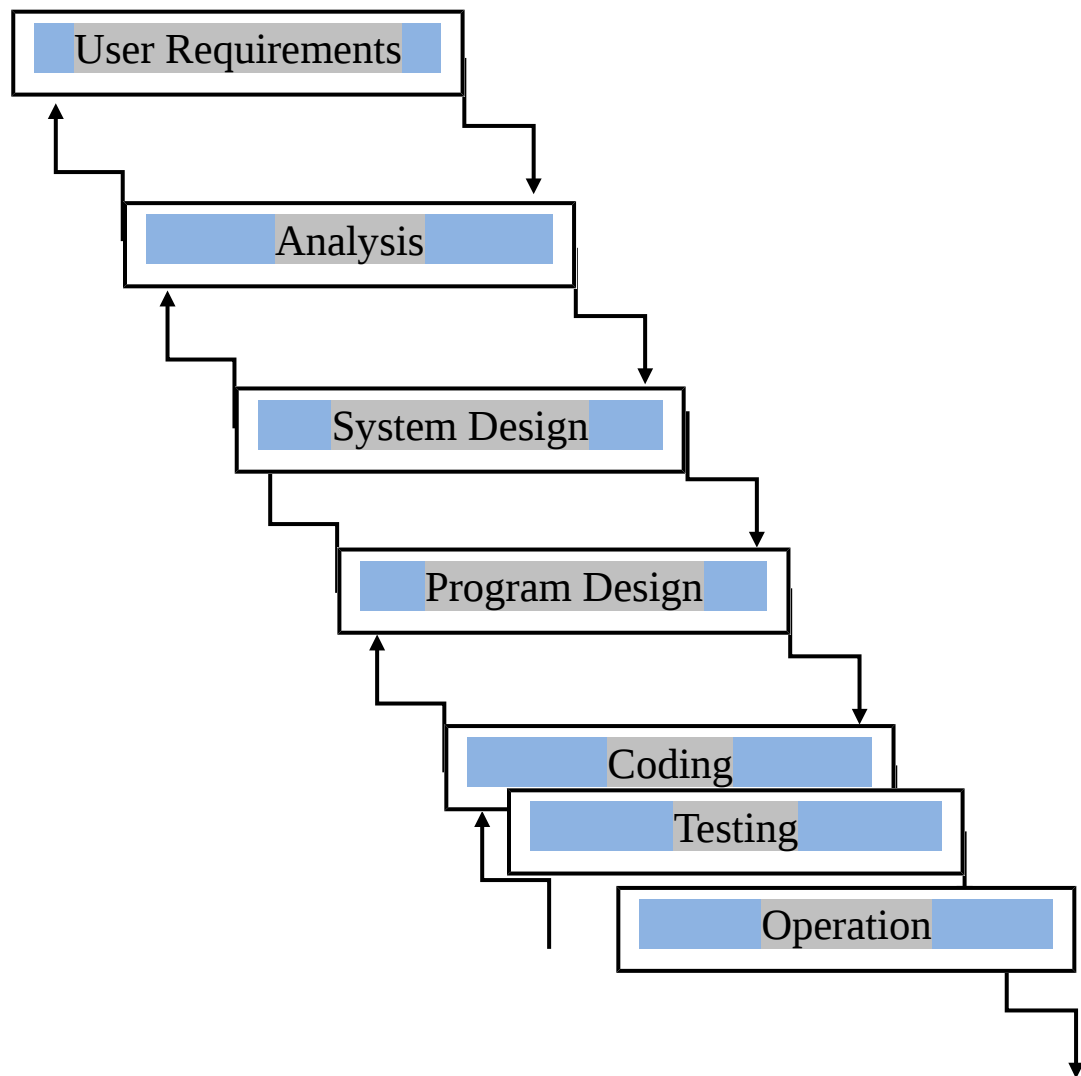 User Requirements
Analysis
System Design
Program Design
Coding
Testing
Operation